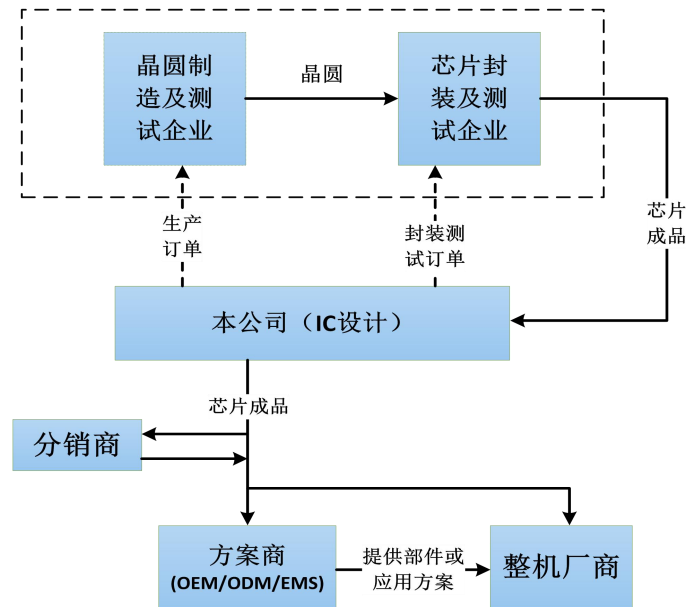 晶圆制
造及测
试企业
晶圆
芯片封
装及测
试企业
生产
订单
封装测
试订单
芯片
成品
本公司（IC设计）
芯片成品
分销商
方案商
(OEM/ODM/EMS)
提供部件或
应用方案
整机厂商